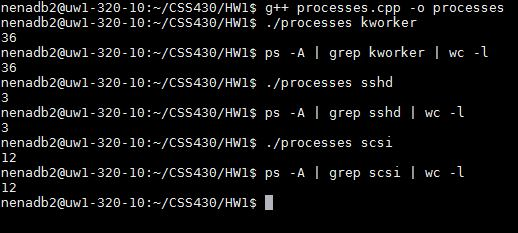 nenadb2@uw1-320-10:~/CSS430/HW1$ g++ processes.cpp -o processes
nenadb2@uw1-320-10:~/CSS430/HW1$ ./processes kworker
36
nenadb2@uw1-320-10:~/CSS430/HW1$ ps -A | grep kworker | wc -l
36
nenadb2@uw1-320-10:~/CSS430/HW1$ ./processes sshd
3
nenadb2@uw1-320-10:~/CSS430/HW1$ ps -A | grep sshd | wc -l
3
nenadb2@uw1-320-10:~/CSS430/HW1$ ./processes scsi
12
nenadb2@uw1-320-10:~/CSS430/HW1$ ps -A | grep scsi | wc -l
12
nenadb2@uw1-320-10:~/CSS430/HW1$